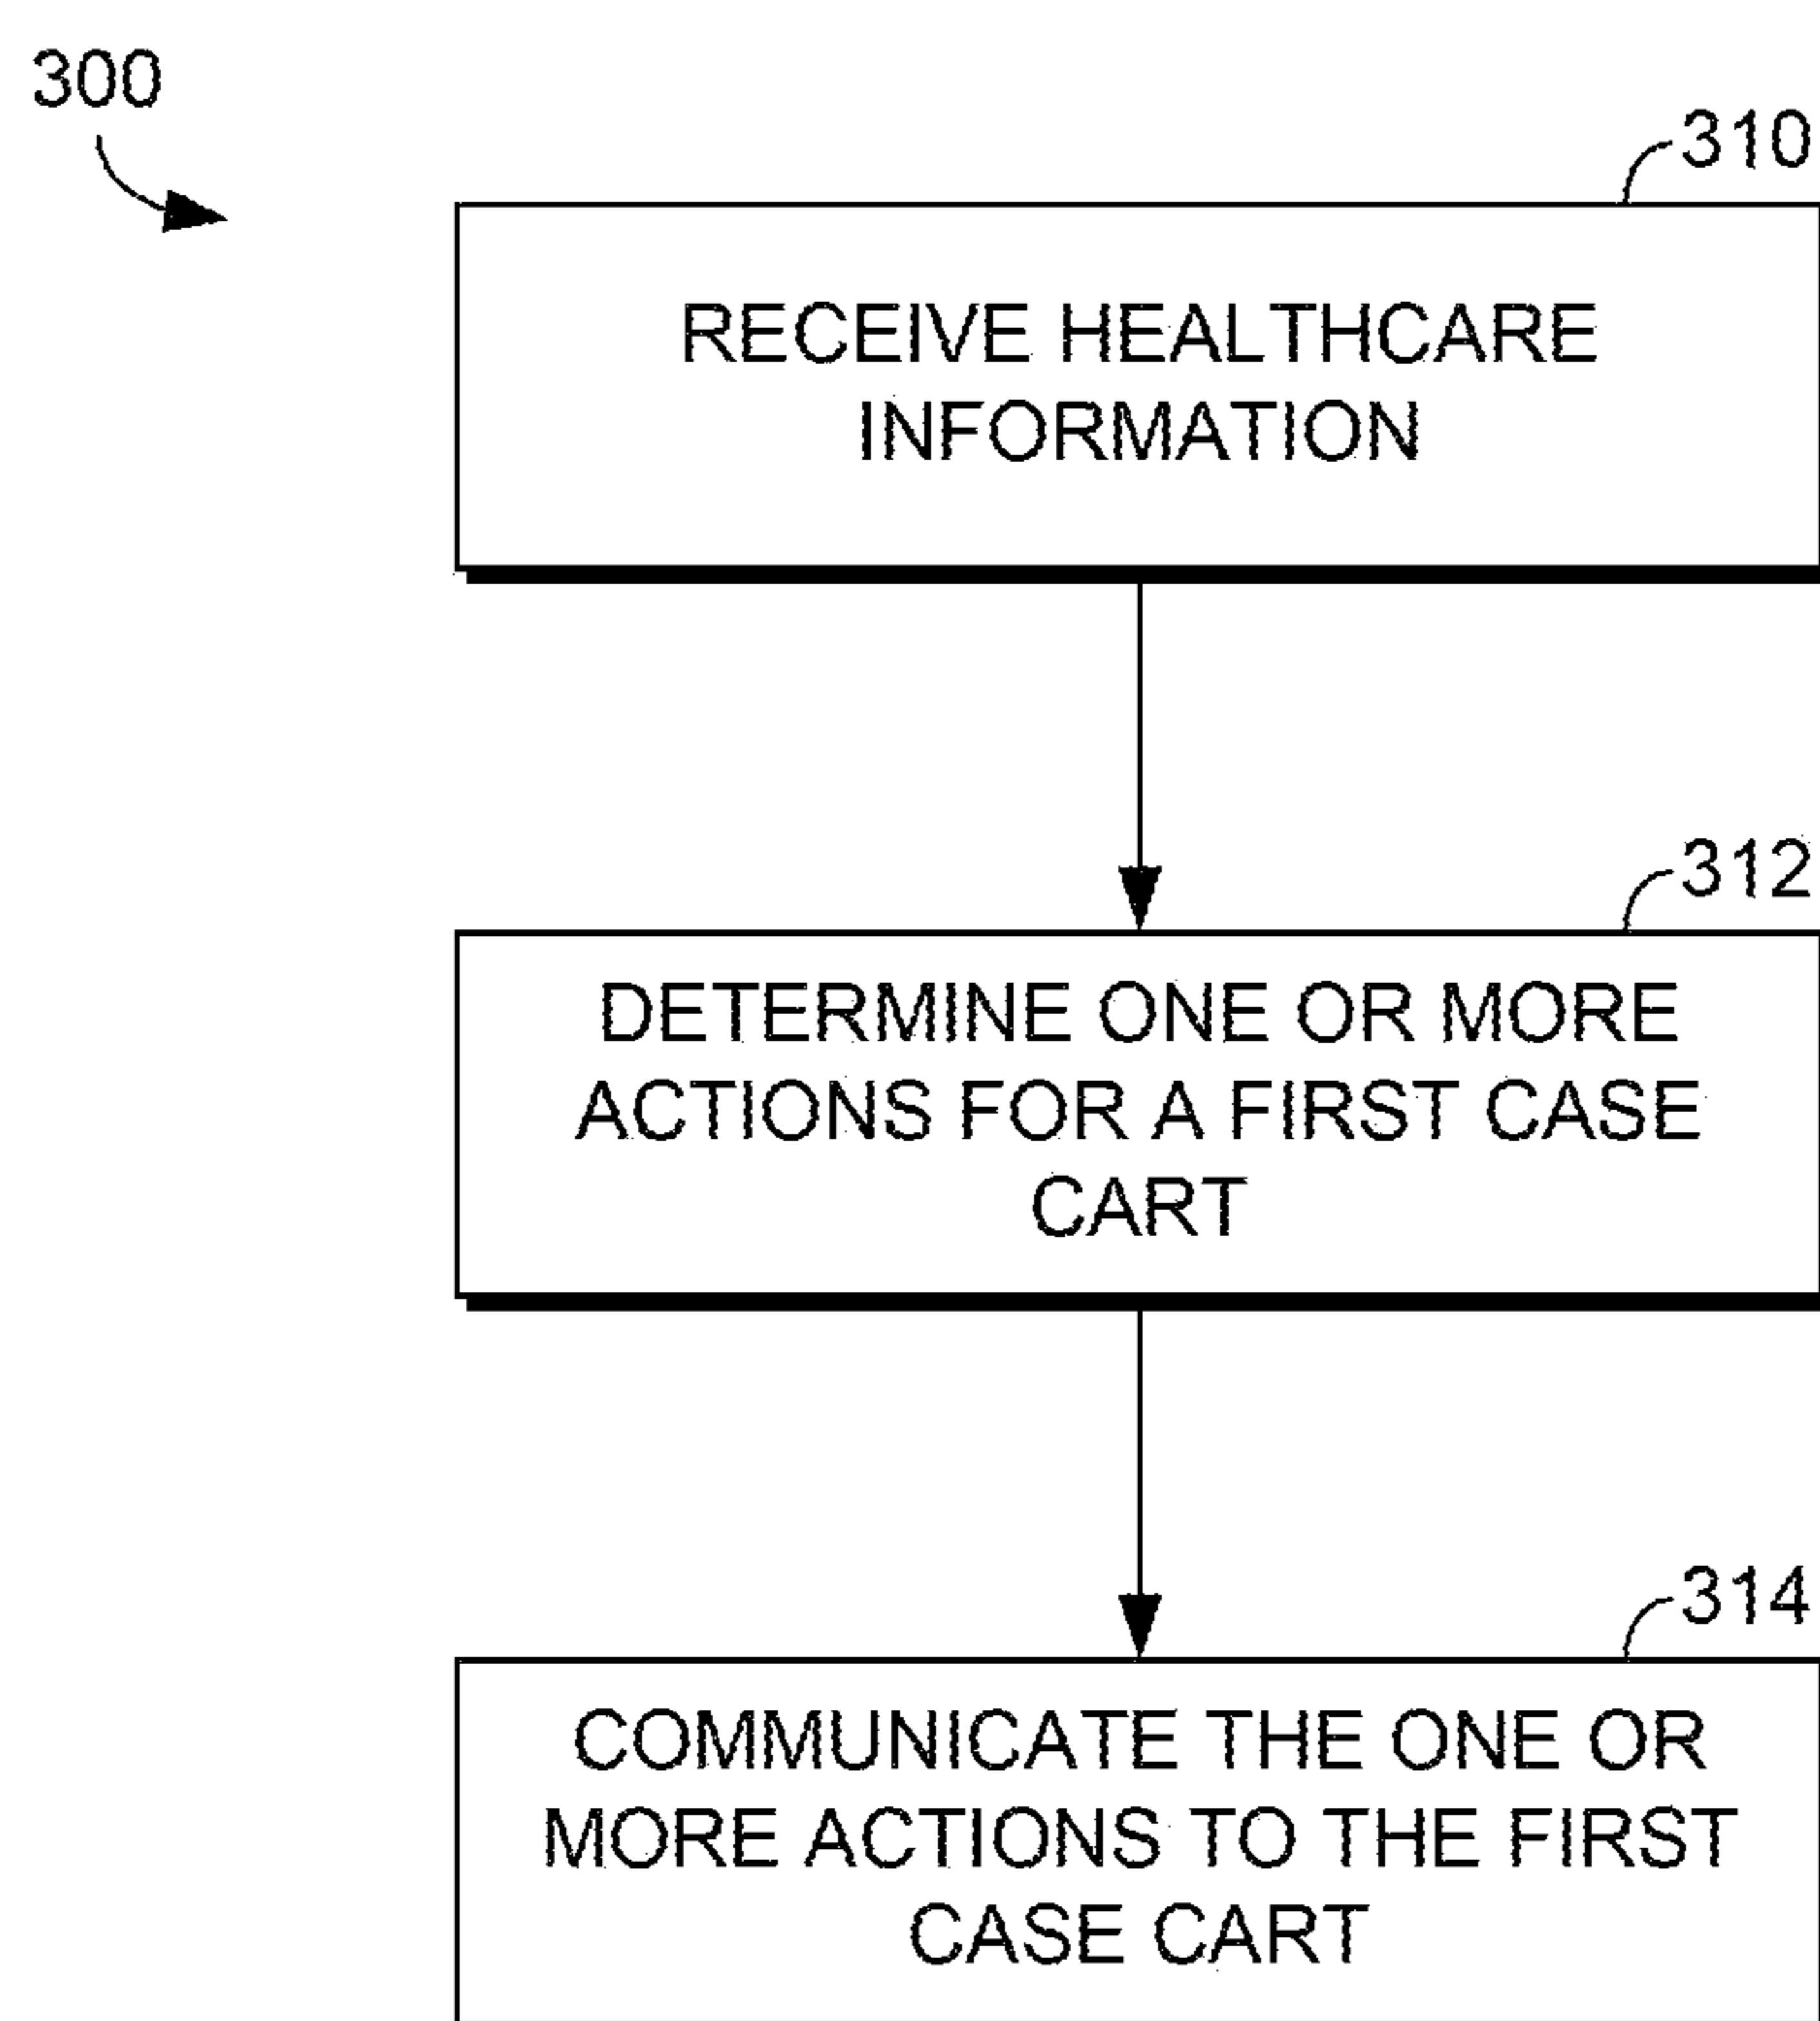 300
310
RECEIVE HEALTHCARE
INFORMATION
312
DETERMINE ONE OR MORE
ACTIONS FOR A FIRST CASE
CART
314
COMMUNICATE THE ONE OR
MORE ACTIONS TO THE FIRST
CASE CART